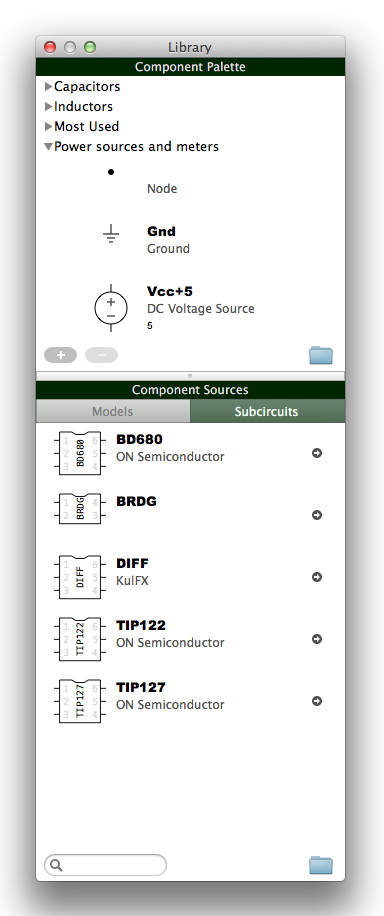 Library
Component Palette
Capacitors
Inductors
Most Used
Power sources and meters
Node
Gnd
Ground
Vcc+5
DC Voltage Source
5
Component Sources
Models Subcircuits
1 6
2 5
3 4
BD680
BD680
ON Semiconductor
1 4
2 3
BRDG
BRDG
1 6
2 5
3 4
DIFF
DIFF
KulFX
1 6
2 5
3 4
TIP122
TIP122
ON Semiconductor
1 6
2 5
3 4
TIP127
TIP127
ON Semiconductor